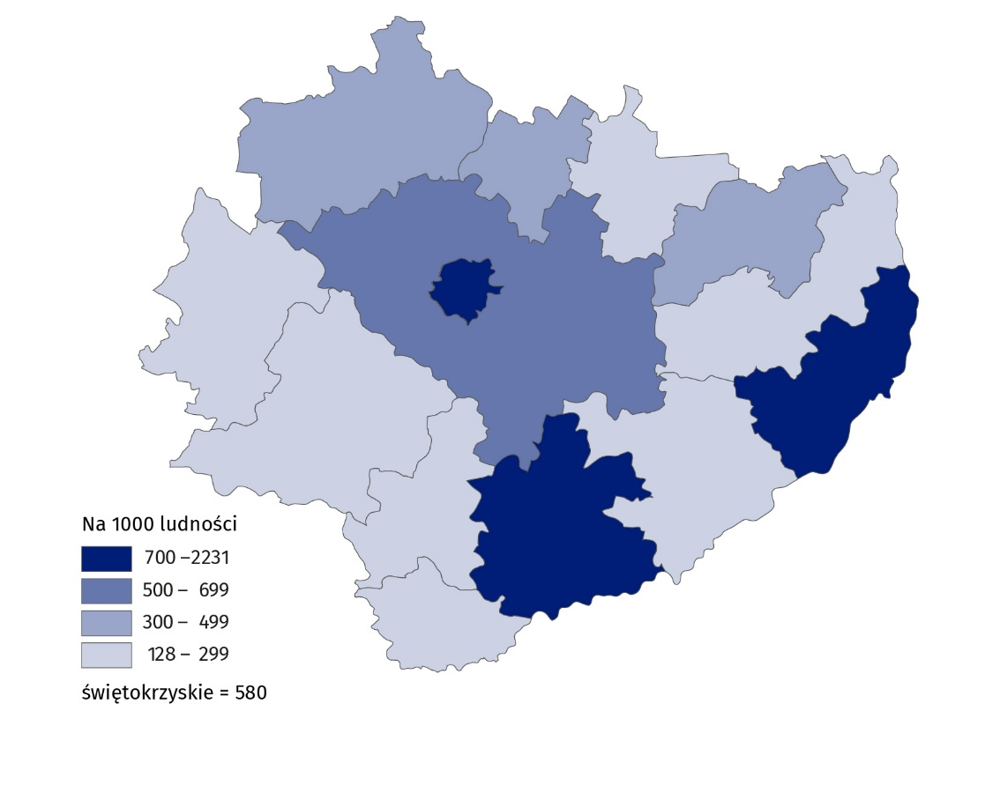 Na 1000 ludności
700 –2231
500 – 699
300 – 499
128 – 299
świętokrzyskie = 580